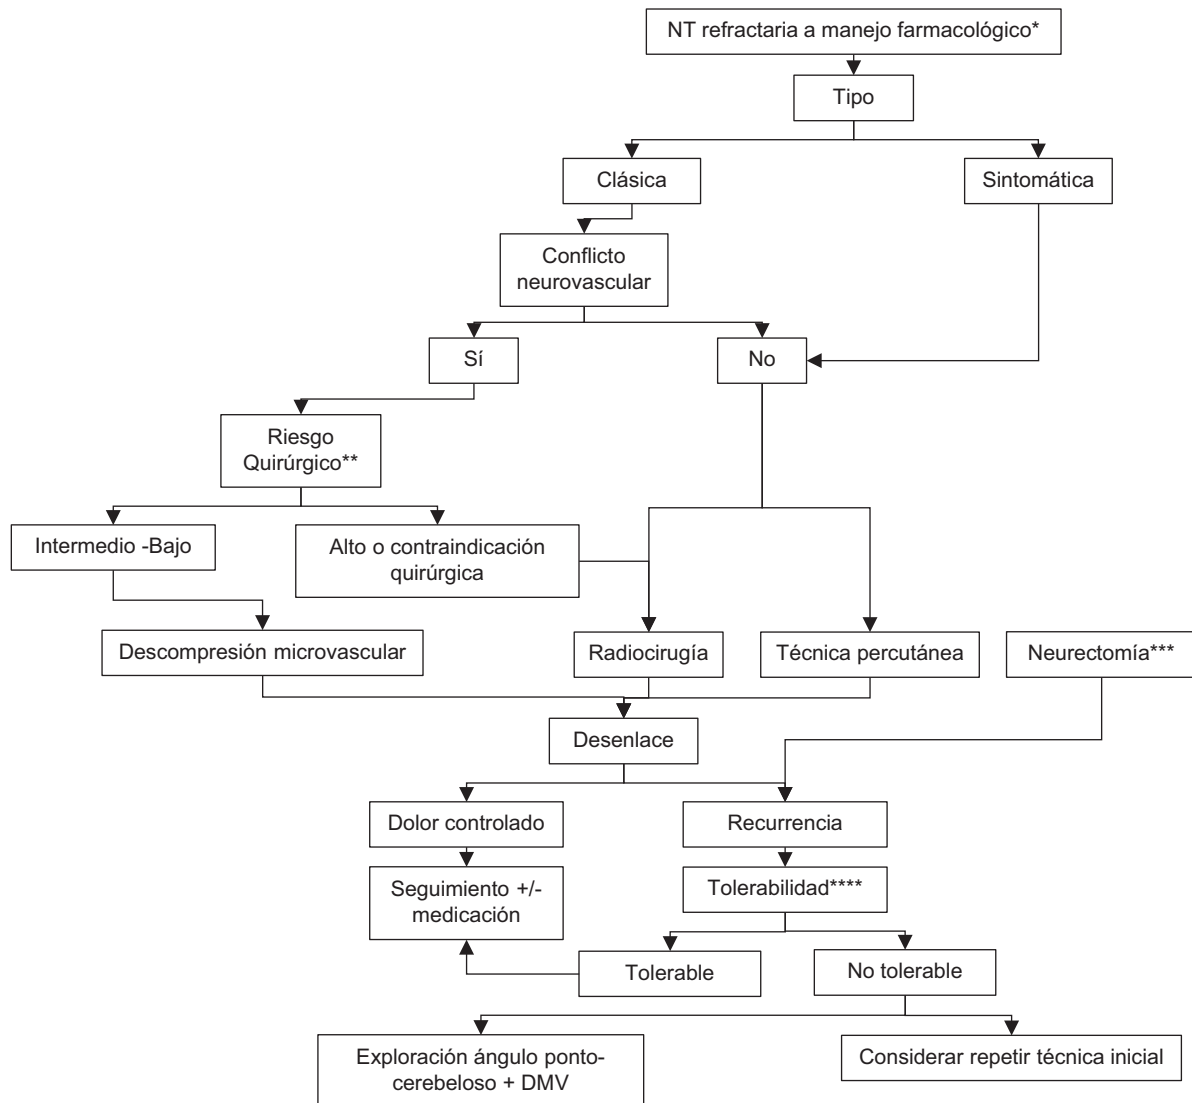 NT refractaria a manejo farmacológico*
Tipo
Clásica
Sintomática
Conflicto
neurovascular
Sí
No
Riesgo
Quirúrgico**
Intermedio -Bajo
Alto o contraindicación
quirúrgica
Descompresión microvascular
Radiocirugía
Técnica percutánea
Neurectomía***
Desenlace
Dolor controlado
Recurrencia
Seguimiento +/-
medicación
Tolerabilidad****
Tolerable
No tolerable
Exploración ángulo ponto-
cerebeloso + DMV
Considerar repetir técnica inicial